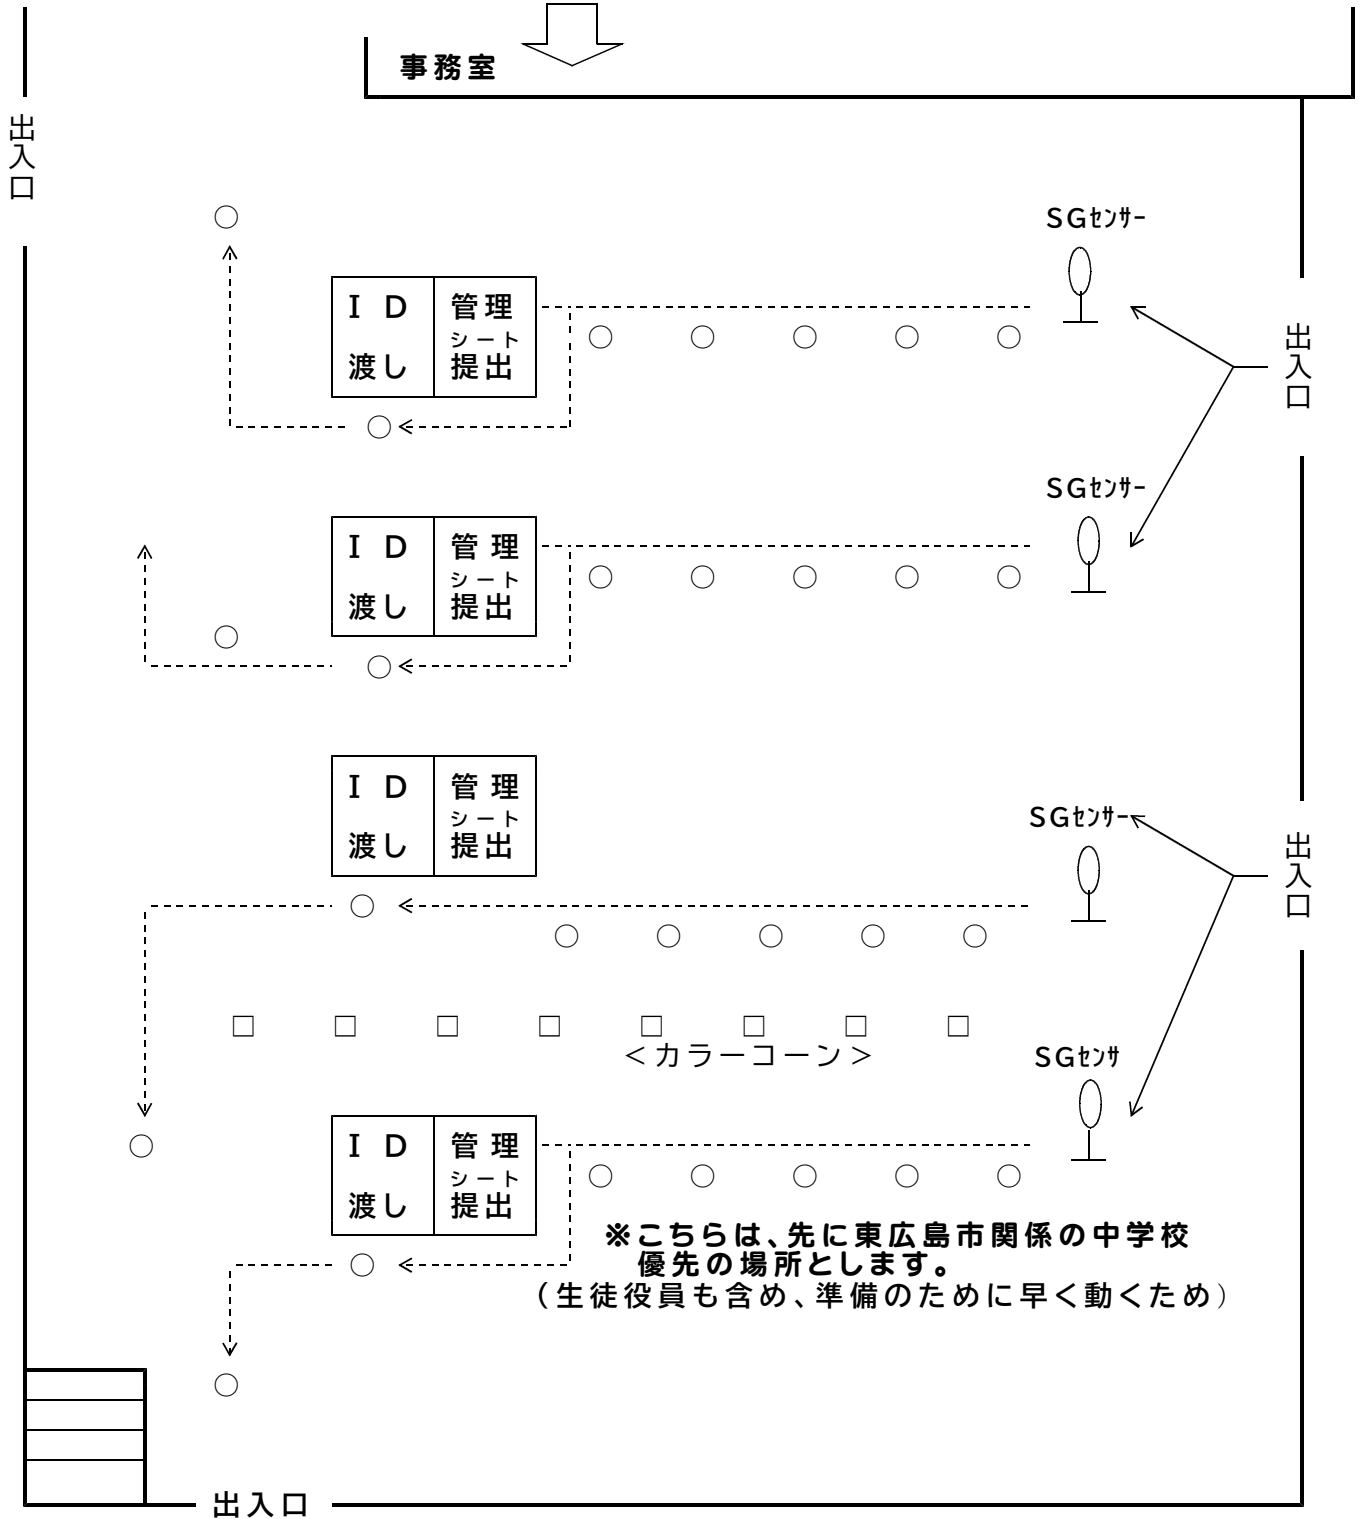 事務室
出入口
SGｾﾝｻｰ
ＩＤ 管理
シート
渡し 提出
出入口
SGｾﾝｻｰ
ＩＤ 管理
シート
渡し 提出
ＩＤ 管理
シート
渡し 提出
SGｾﾝｻｰ
出入口
＜カラーコーン＞
SGｾﾝｻ
ＩＤ 管理
シート
渡し 提出
※こちらは、先に東広島市関係の中学校
優先の場所とします。
（生徒役員も含め、準備のために早く動くため）
出入口